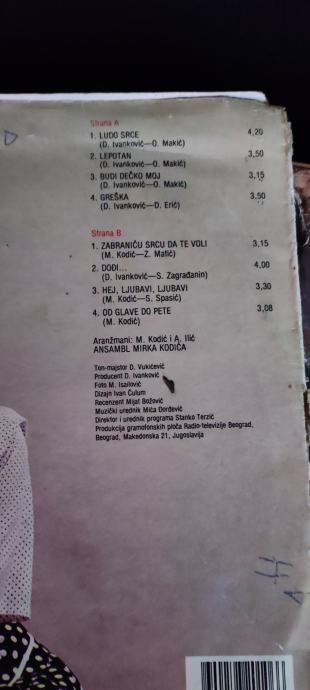 Strana A
1. LUDO SRCE 4,20
(D. Ivanković—O. Makić)
2. LEPOTAN 3,50
(D. Ivanković—O. Makić)
3. BUDI DEČKO MOJ 3,15
(D. Ivanković—O. Makić)
4. GREŠKA 3,50
(D. Ivanković—D. Erić)
Strana B
1. ZABRANIĆU SRCU DA TE VOLI 3,15
(M. Kodić—Z. Matić)
2. DOĐI... 4,00
(D. Ivanković—S. Zagrađanin)
3. HEJ, LJUBAVI, LJUBAVI 3,30
(M. Kodić—S. Spasić)
4. OD GLAVE DO PETE 3,08
(M. Kodić)
Aranžmani: M. Kodić i A. Ilić
ANSAMBL MIRKA KODIĆA
Ton-majstor D. Vukićević
Producent D. Ivanković
Foto M. Isailović
Dizajn Ivan Ćulum
Recenzent Mijat Božović
Muzički urednik Mića Đorđević
Direktor i urednik programa Stanko Terzić
Produkcija gramofonskih ploča Radio-televizije Beograd,
Beograd, Makedonska 21, Jugoslavija